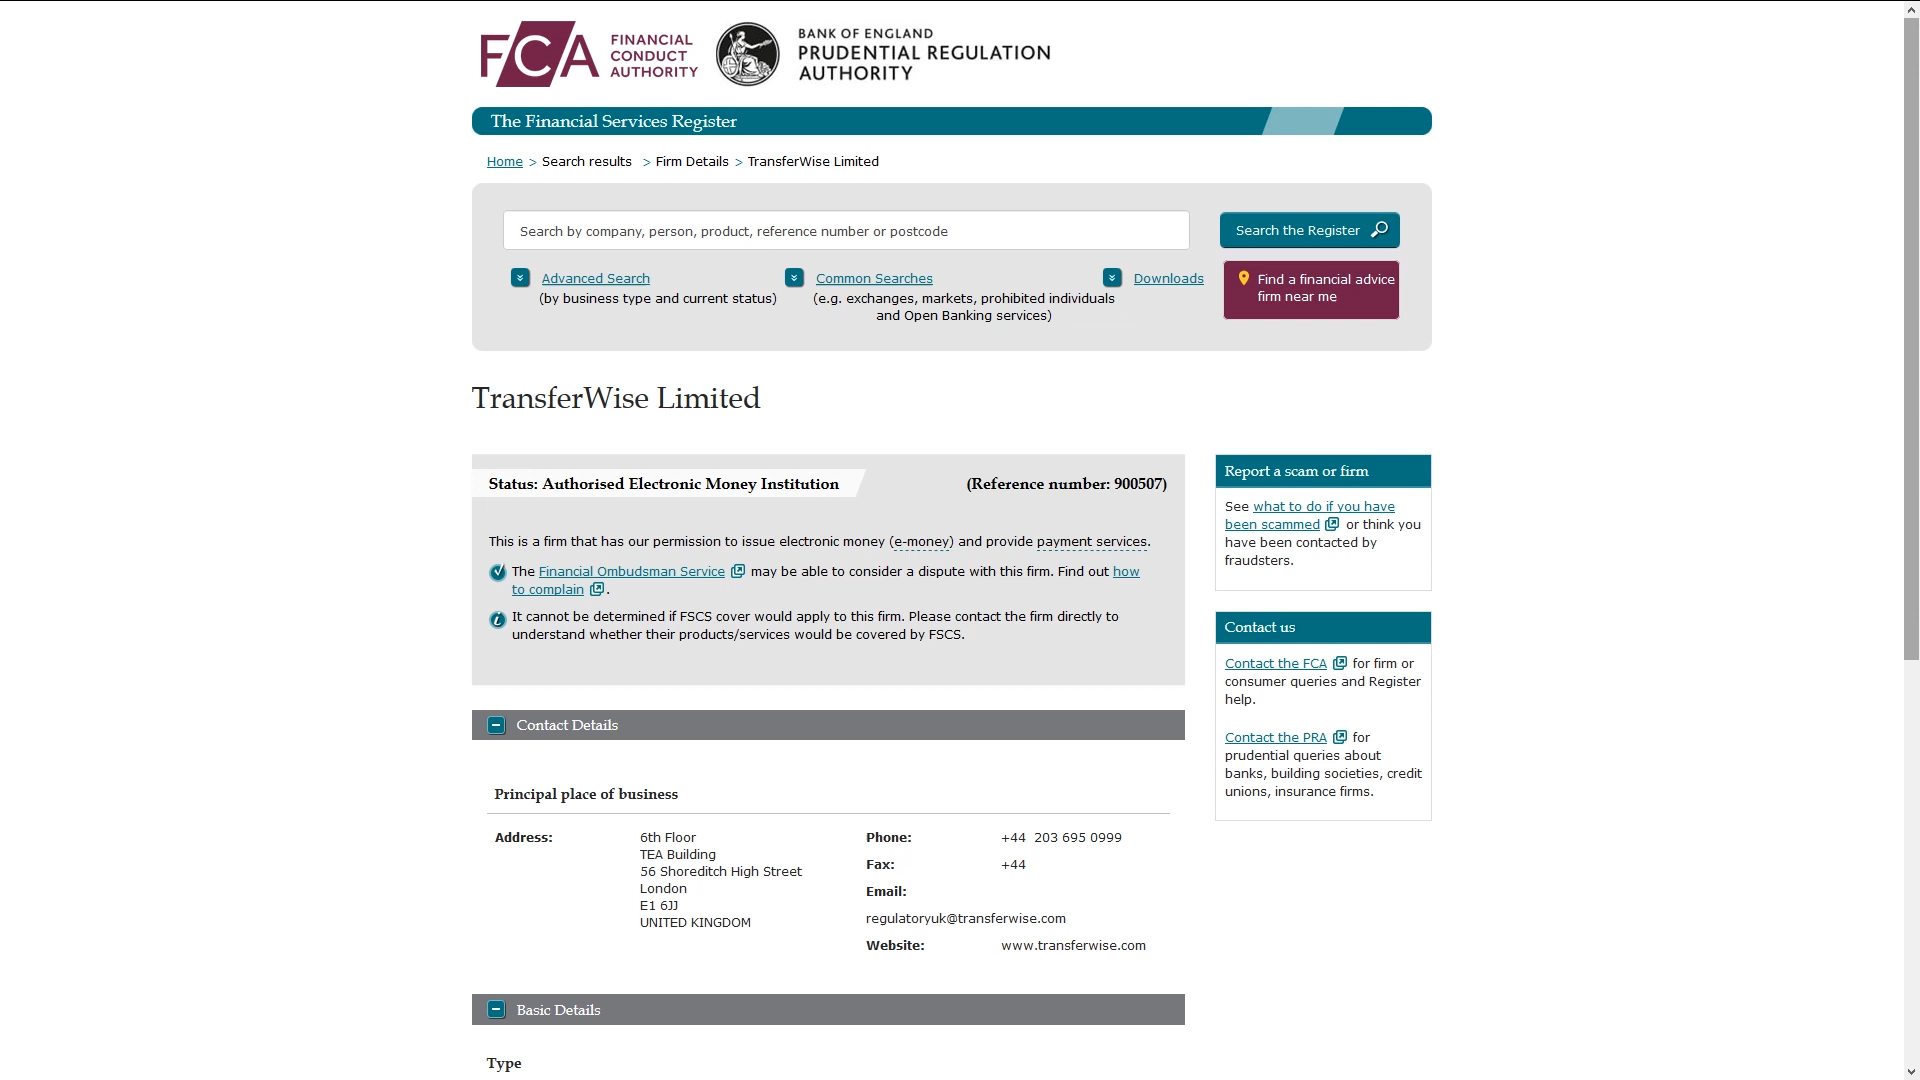 FCA FINANCIAL CONDUCT AUTHORITY
BANK OF ENGLAND
PRUDENTIAL REGULATION
AUTHORITY
The Financial Services Register
Home > Search results > Firm Details > TransferWise Limited
Search by company, person, product, reference number or postcode
Search the Register
Advanced Search
(by business type and current status)
Common Searches
(e.g. exchanges, markets, prohibited individuals
and Open Banking services)
Downloads
Find a financial advice
firm near me
TransferWise Limited
Status: Authorised Electronic Money Institution
(Reference number: 900507)
This is a firm that has our permission to issue electronic money (e-money) and provide payment services.
The Financial Ombudsman Service may be able to consider a dispute with this firm. Find out how
to complain .
It cannot be determined if FSCS cover would apply to this firm. Please contact the firm directly to
understand whether their products/services would be covered by FSCS.
Report a scam or firm
See what to do if you have
been scammed or think you
have been contacted by
fraudsters.
Contact us
Contact the FCA for firm or
consumer queries and Register
help.
Contact the PRA for
prudential queries about
banks, building societies, credit
unions, insurance firms.
Contact Details
Principal place of business
Address:
6th Floor
TEA Building
56 Shoreditch High Street
London
E1 6JJ
UNITED KINGDOM
Phone: +44 203 695 0999
Fax: +44
Email:
regulatoryuk@transferwise.com
Website: www.transferwise.com
Basic Details
Type